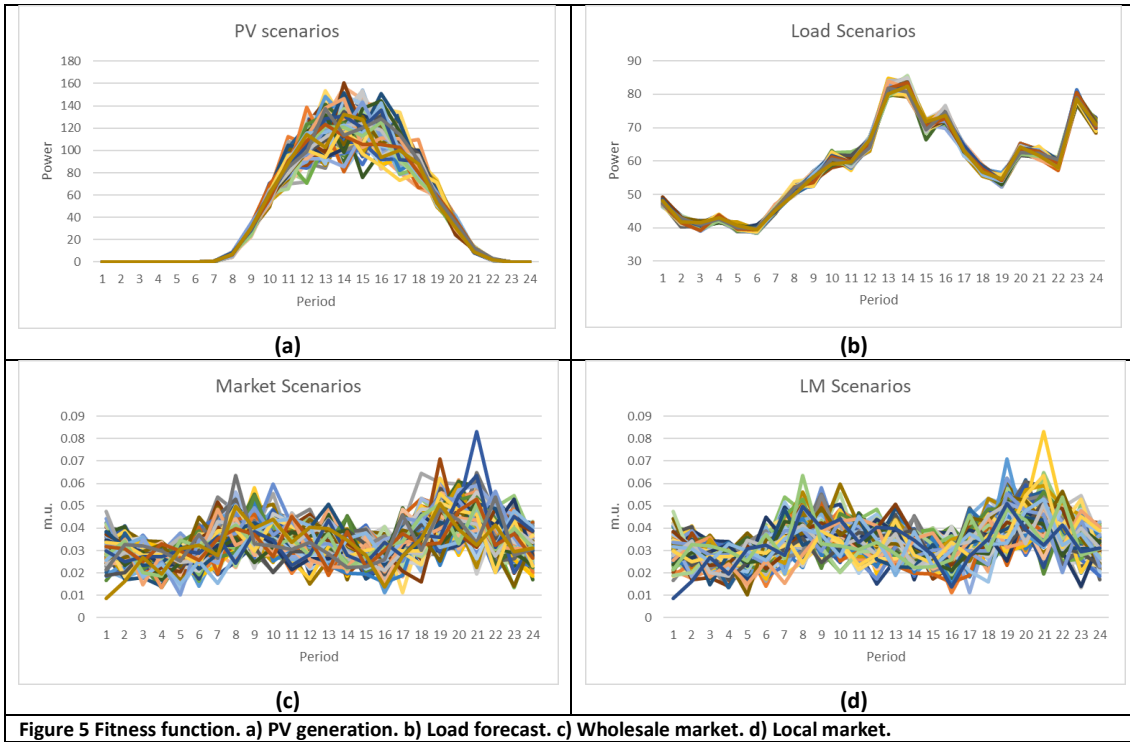 PV scenarios
180
160
140
120
100
80
60
40
20
0
Power
1 2 3 4 5 6 7 8 9 10 11 12 13 14 15 16 17 18 19 20 21 22 23 24
Period
(a)
Load Scenarios
90
80
70
60
50
40
30
Power
1 2 3 4 5 6 7 8 9 10 11 12 13 14 15 16 17 18 19 20 21 22 23 24
Period
(b)
Market Scenarios
0.09
0.08
0.07
0.06
0.05
0.04
0.03
0.02
0.01
0
m.u.
1 2 3 4 5 6 7 8 9 10 11 12 13 14 15 16 17 18 19 20 21 22 23 24
Period
(c)
LM Scenarios
0.09
0.08
0.07
0.06
0.05
0.04
0.03
0.02
0.01
0
m.u.
1 2 3 4 5 6 7 8 9 10 11 12 13 14 15 16 17 18 19 20 21 22 23 24
Period
(d)
Figure 5 Fitness function. a) PV generation. b) Load forecast. c) Wholesale market. d) Local market.